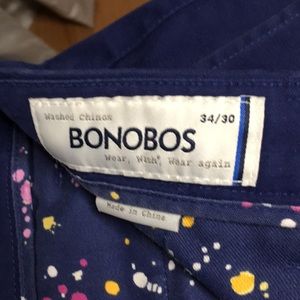 Washed Chinos 34/30
BONOBOS
Wear, Wash, Wear again
Made in China